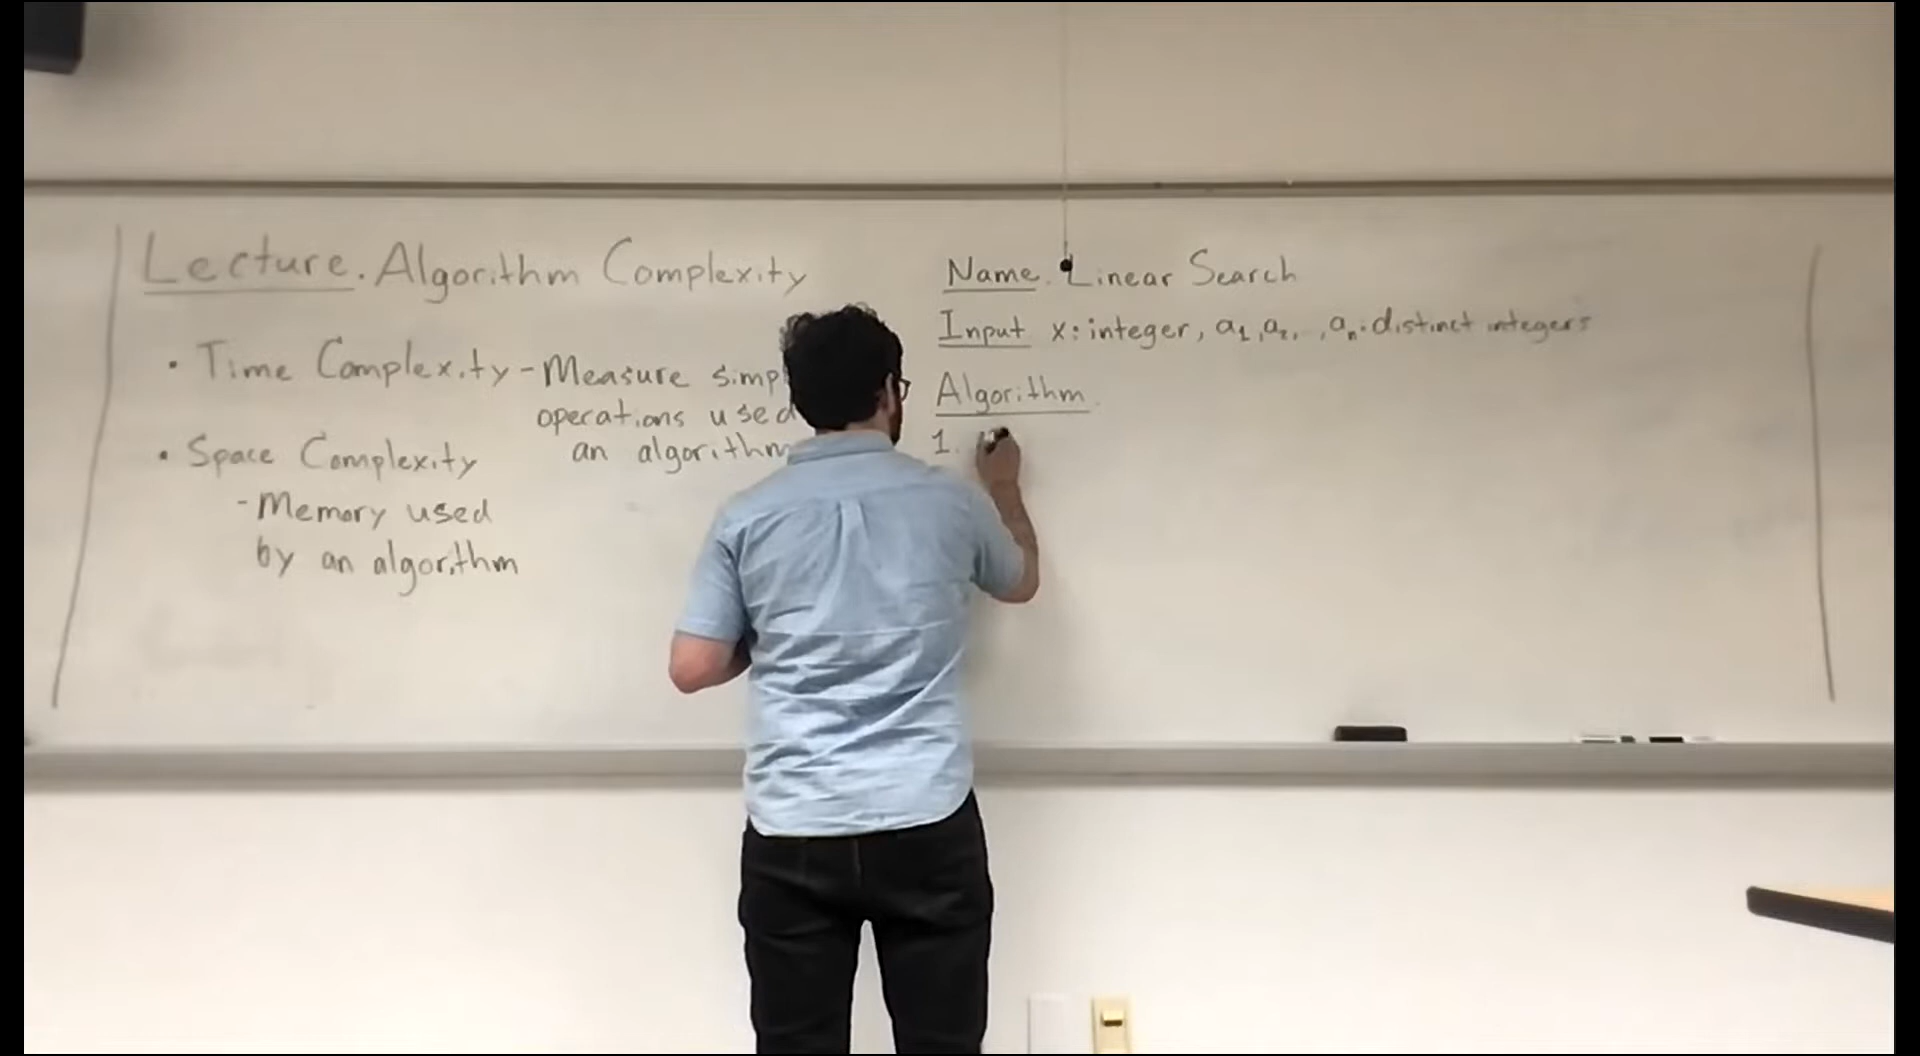 Lecture. Algorithm Complexity
• Time Complexity - Measure
operations used
an algorithm
• Space Complexity
- Memory used
by an algorithm
Name. Linear Search
Input x: integer, a1, a2, , an: distinct integers
Algorithm.
1.